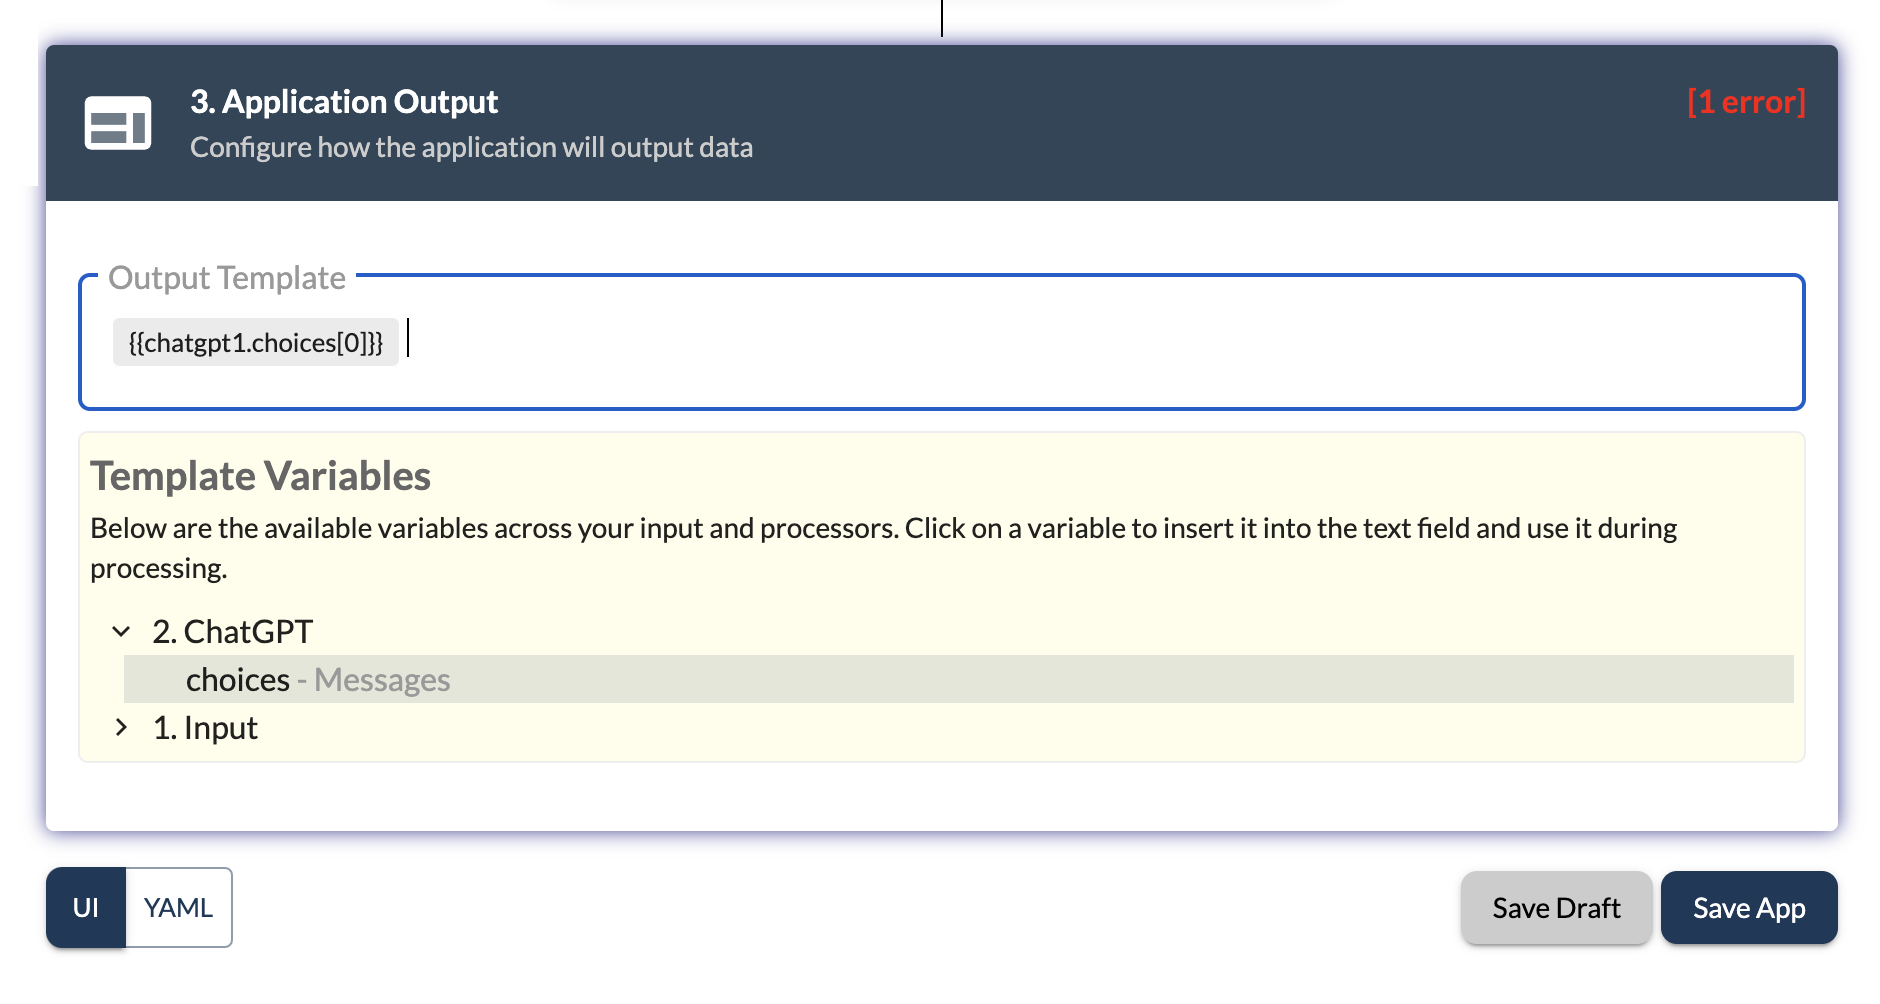 3. Application Output
[1 error]
Configure how the application will output data
Output Template
{{chatgpt1.choices[0]}}
Template Variables
Below are the available variables across your input and processors. Click on a variable to insert it into the text field and use it during
processing.
2. ChatGPT
choices - Messages
1. Input
UI
YAML
Save Draft
Save App